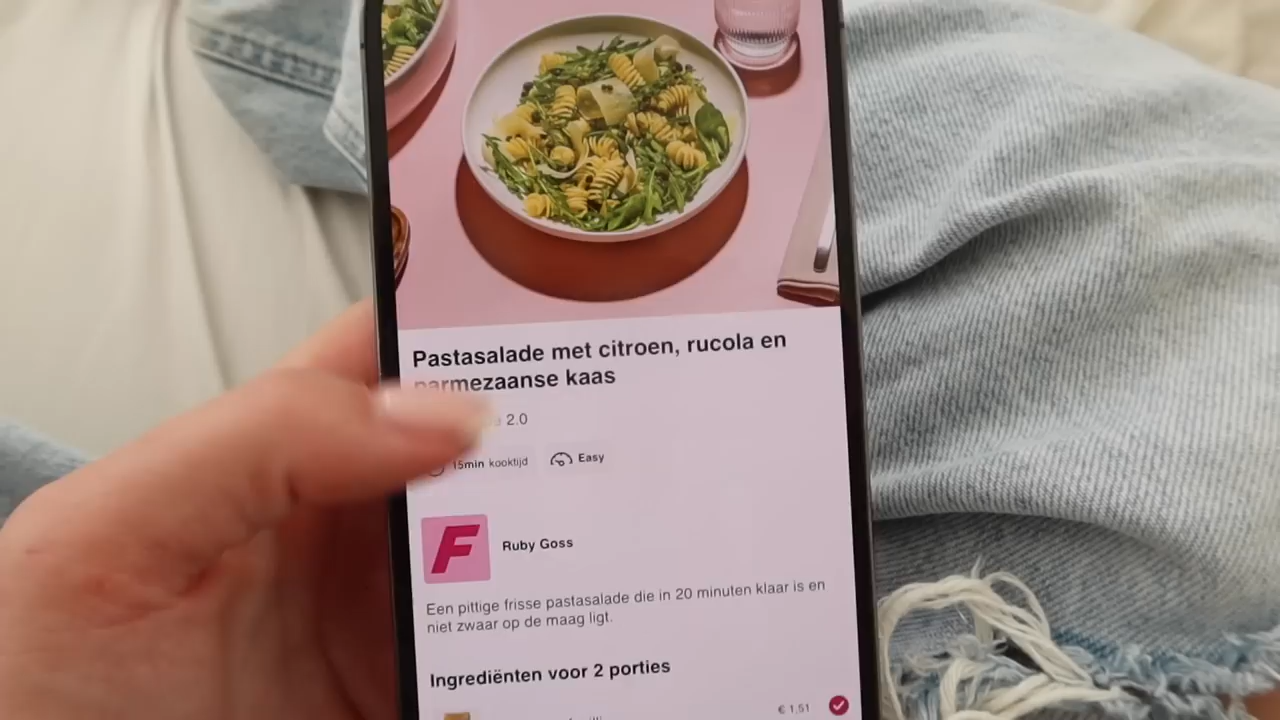 Pastasalade met citroen, rucola en
parmezaanse kaas
2.0
15min kooktijd
Easy
F
Ruby Goss
Een pittige frisse pastasalade die in 20 minuten klaar is en
niet zwaar op de maag ligt.
Ingrediënten voor 2 porties
€ 1,51